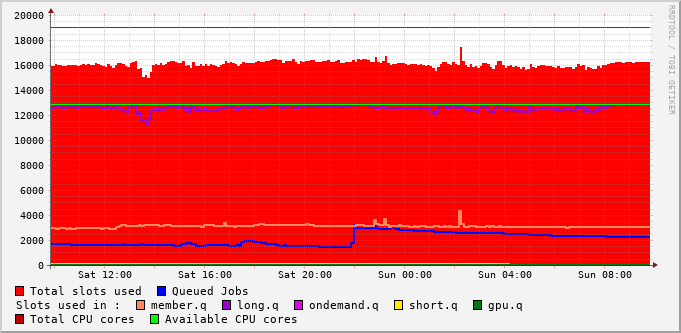 20000
18000
16000
14000
12000
10000
8000
6000
4000
2000
0
Sat 12:00 Sat 16:00 Sat 20:00 Sun 00:00 Sun 04:00 Sun 08:00
Total slots used Queued Jobs
Slots used in : member.q long.q ondemand.q short.q gpu.q
Total CPU cores Available CPU cores
RRDTOOL / TOBI OETIKER